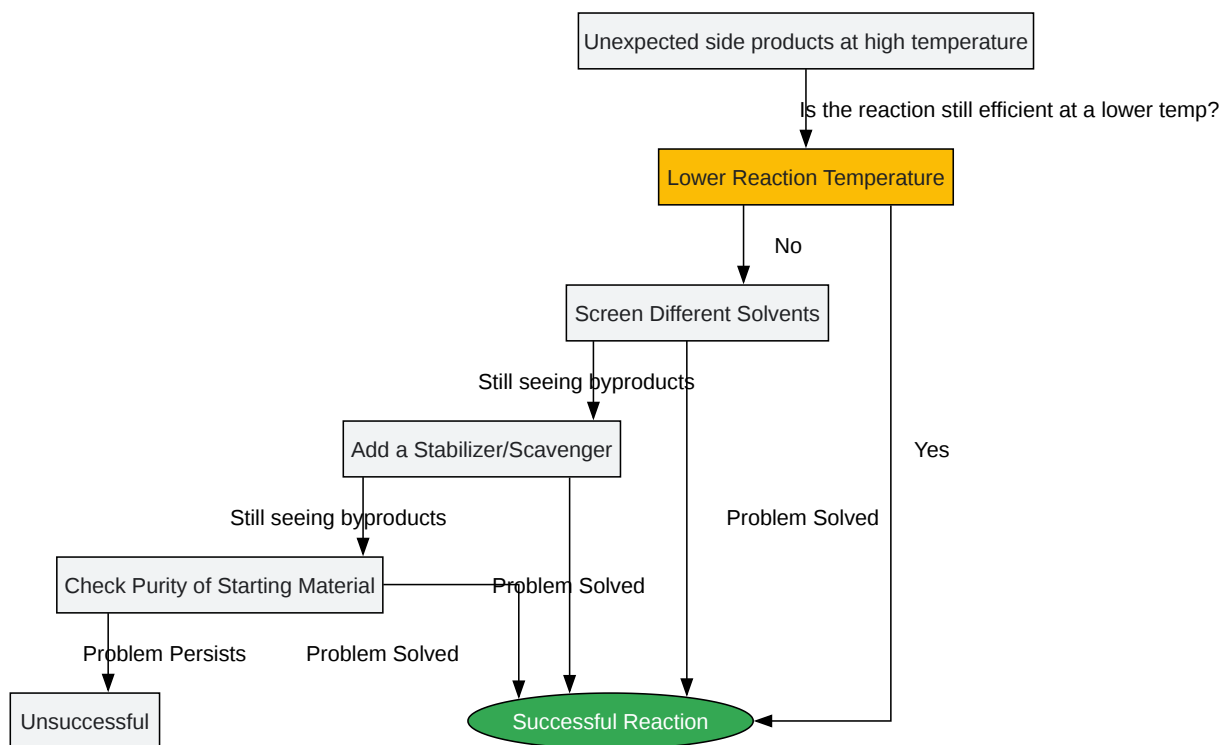 Unexpected side products at high temperature
Is the reaction still efficient at a lower temp?
Lower Reaction Temperature
No
Screen Different Solvents
Still seeing byproducts
Add a Stabilizer/Scavenger
Yes
Still seeing byproducts
Problem Solved
Check Purity of Starting Material
Problem Solved
Problem Persists
Problem Solved
Unsuccessful
Successful Reaction